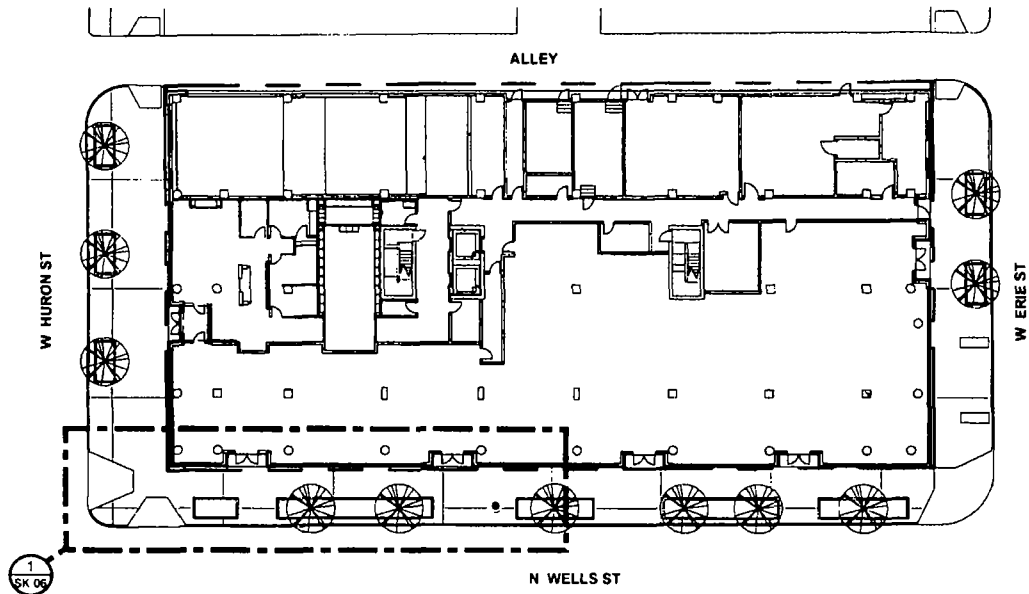 ALLEY
W HURON ST
W ERIE ST
N WELLS ST
1
SK 06